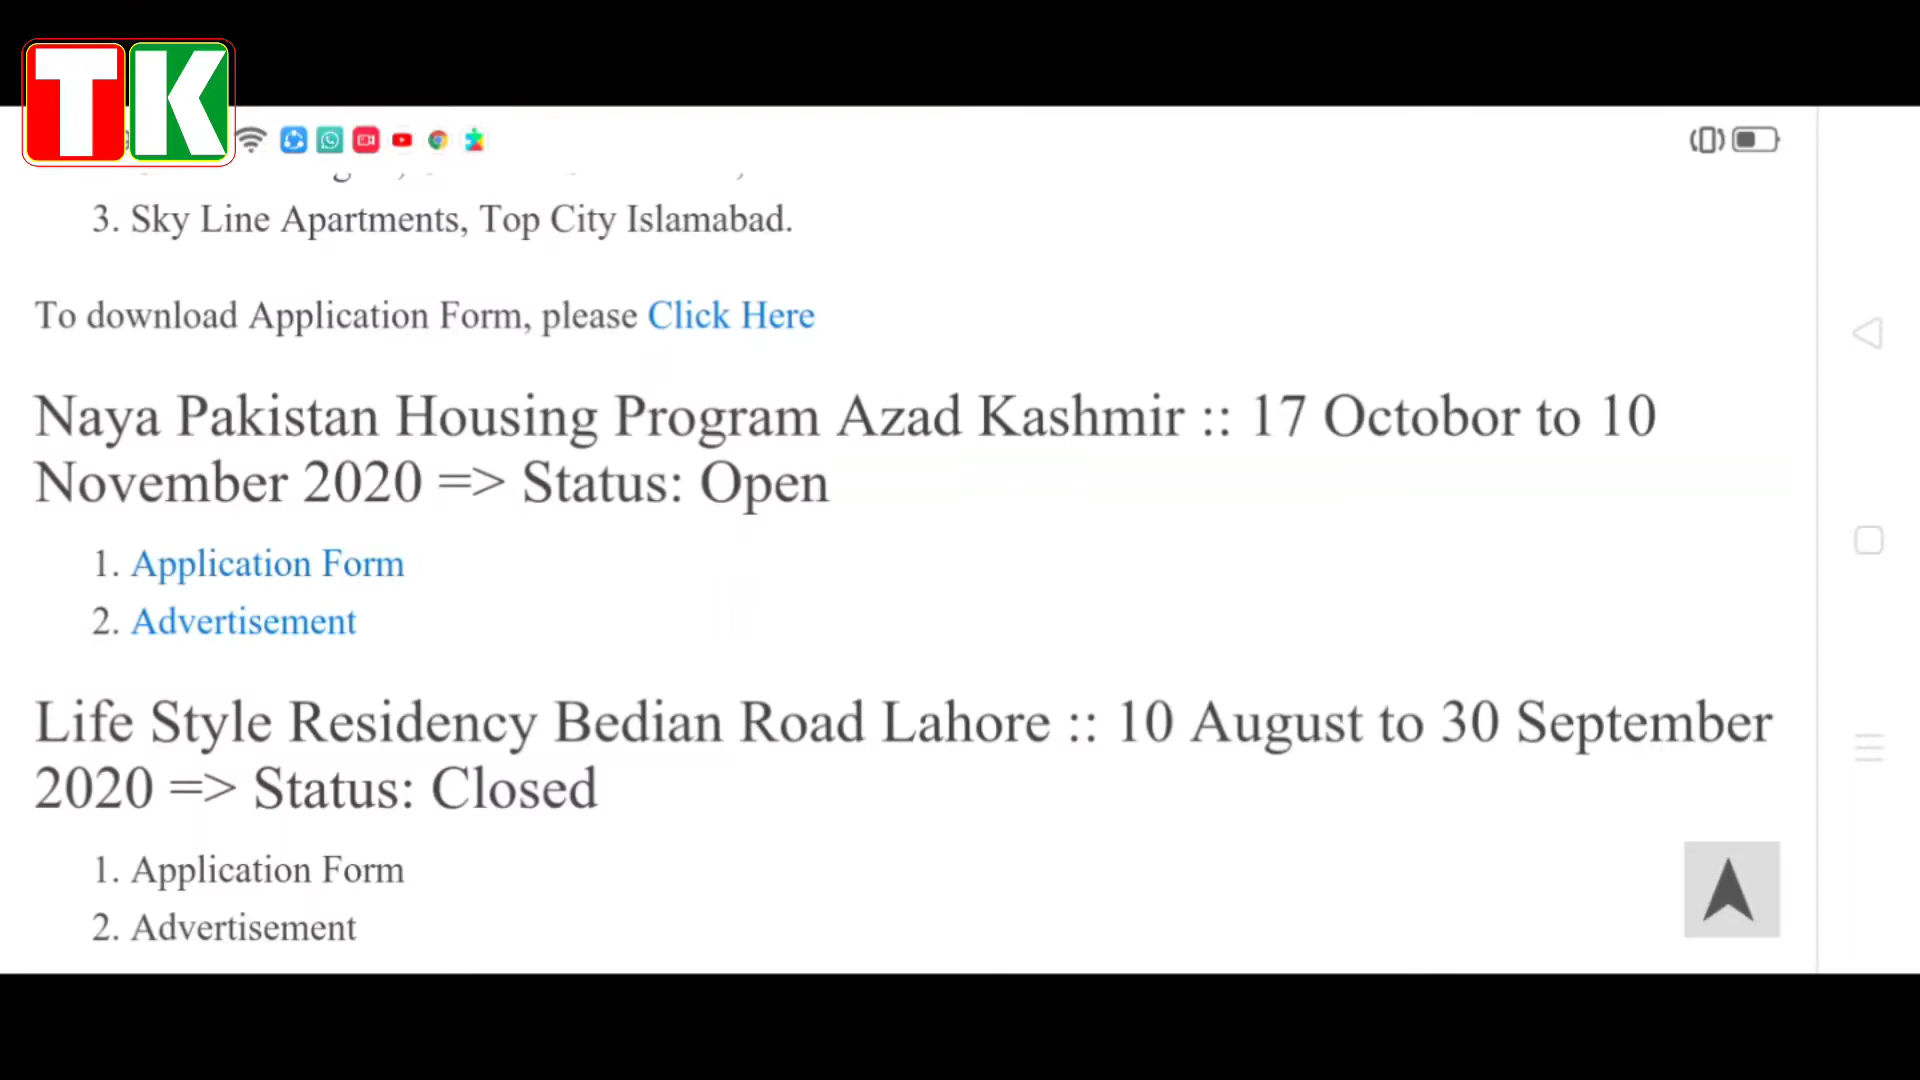 TK
3. Sky Line Apartments, Top City Islamabad.
To download Application Form, please Click Here
Naya Pakistan Housing Program Azad Kashmir :: 17 Octobor to 10
November 2020 => Status: Open
1. Application Form
2. Advertisement
Life Style Residency Bedian Road Lahore :: 10 August to 30 September
2020 => Status: Closed
1. Application Form
2. Advertisement